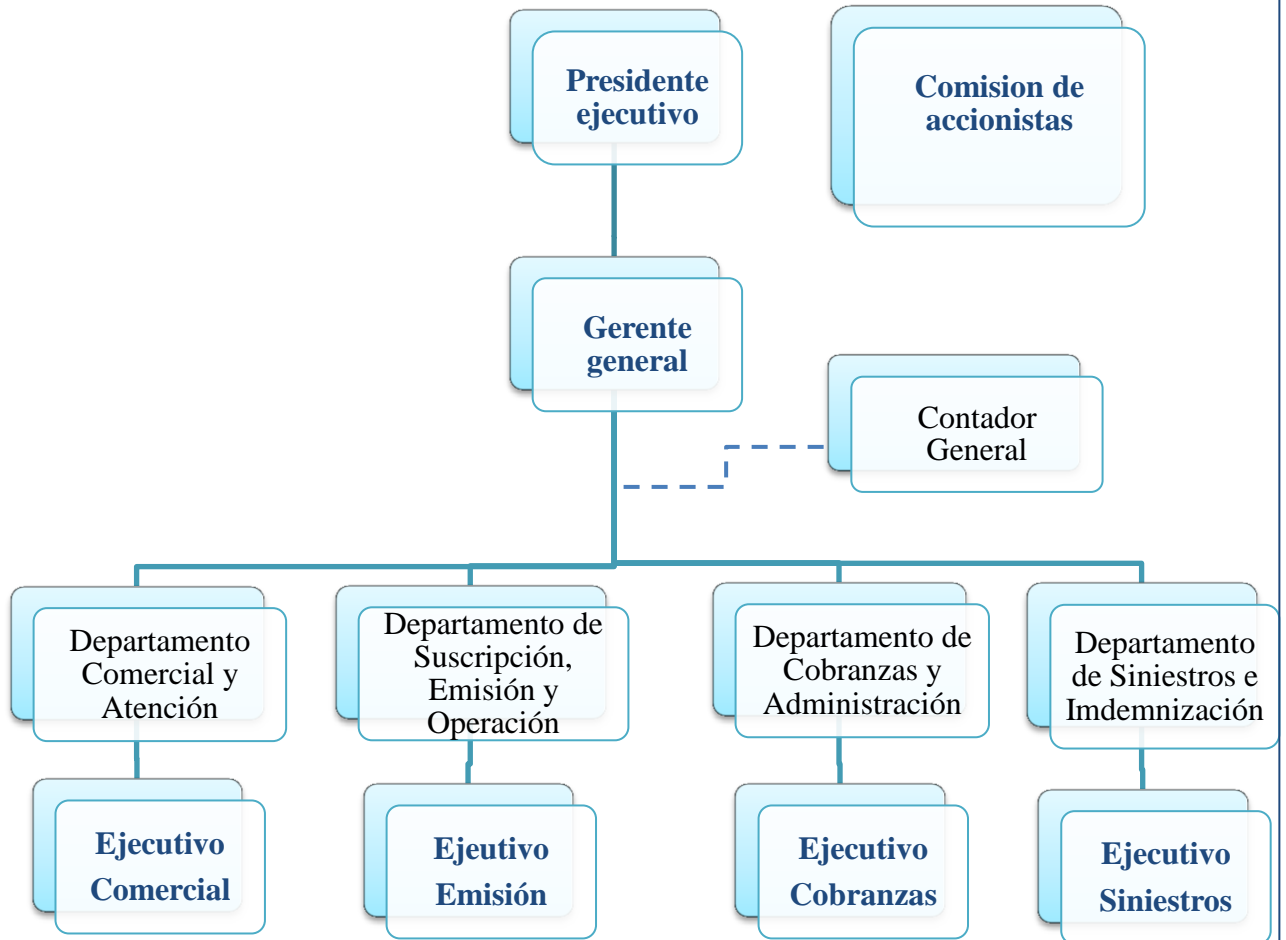 Presidente
ejecutivo
Comision de
accionistas
Gerente
general
Contador
General
Departamento
Comercial y
Atención
Departamento de
Suscripción,
Emisión y
Operación
Departamento de
Cobranzas y
Administración
Departamento
de Siniestros e
Imdemnización
Ejecutivo
Comercial
Ejeutivo
Emisión
Ejecutivo
Cobranzas
Ejecutivo
Siniestros